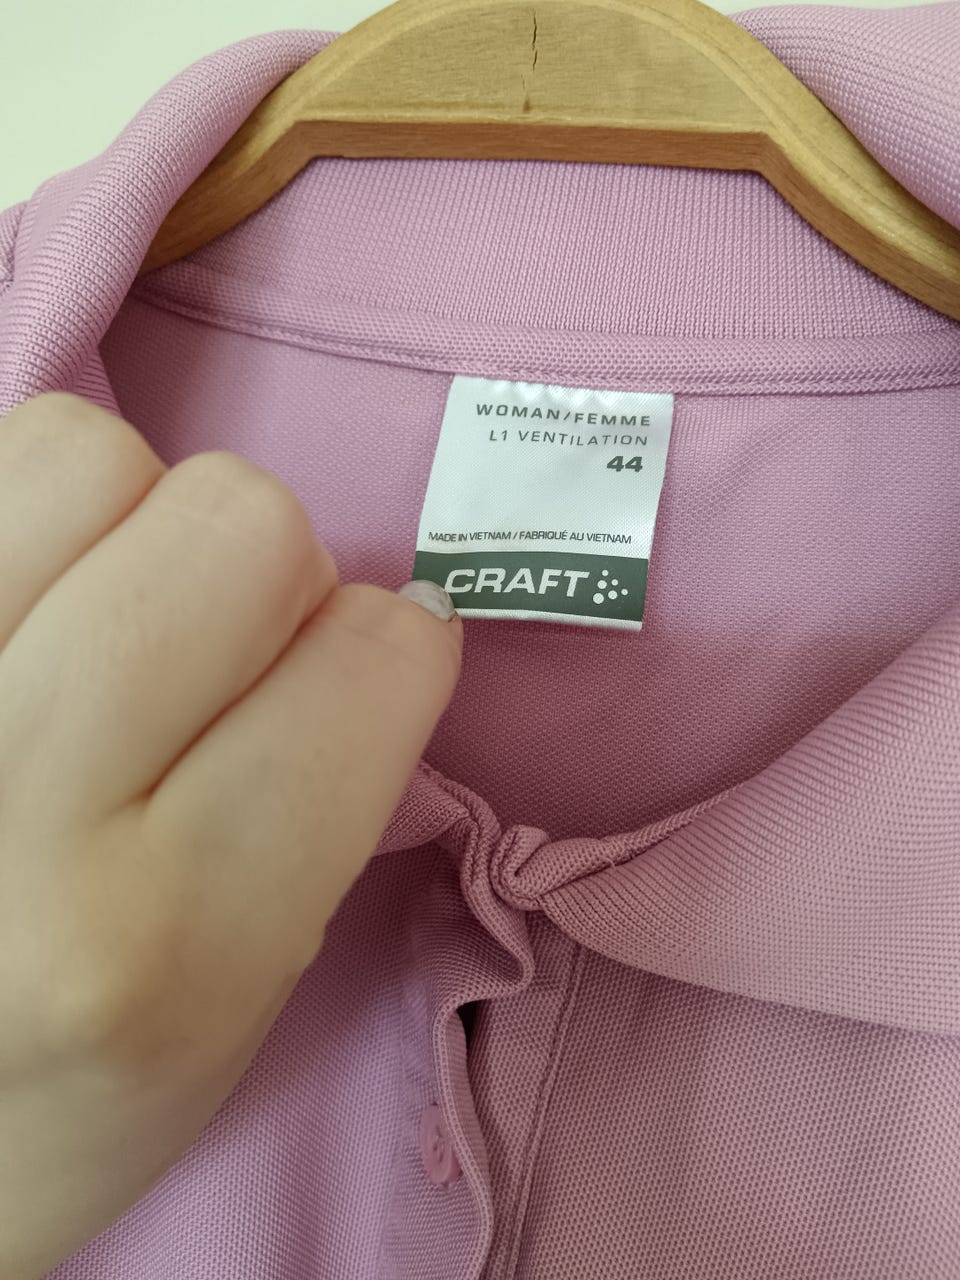 WOMAN/FEMME
L1 VENTILATION
44
MADE IN VIETNAM / FABRIQUÉ AU VIETNAM
CRAFT